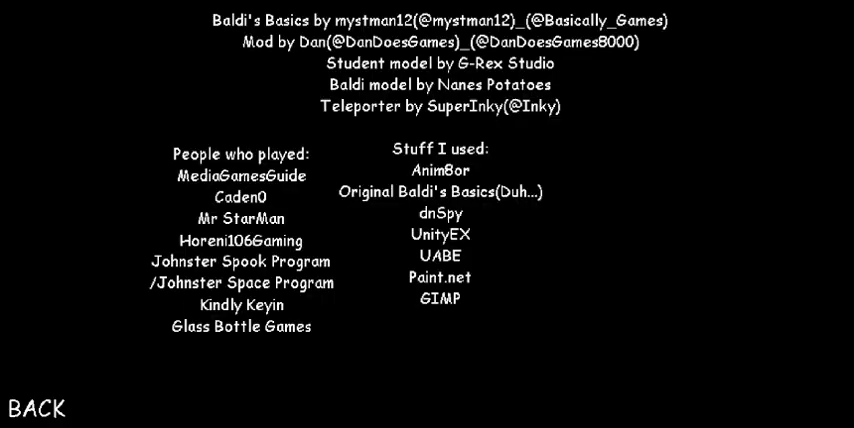 Baldi's Basics by mystman12(@mystman12)_(@Basically_Games)
Mod by Dan(@DanDoesGames)_(@DanDoesGames8000)
Student model by G-Rex Studio
Baldi model by Nanes Potatoes
Teleporter by SuperInky(@Inky)
People who played:
MediaGamesGuide
Caden0
Mr StarMan
Horeni106Gaming
Johnster Spook Program
/Johnster Space Program
Kindly Keyin
Glass Bottle Games
Stuff I used:
Anim8or
Original Baldi's Basics(Duh...)
dnSpy
UnityEX
UABE
Paint.net
GIMP
BACK